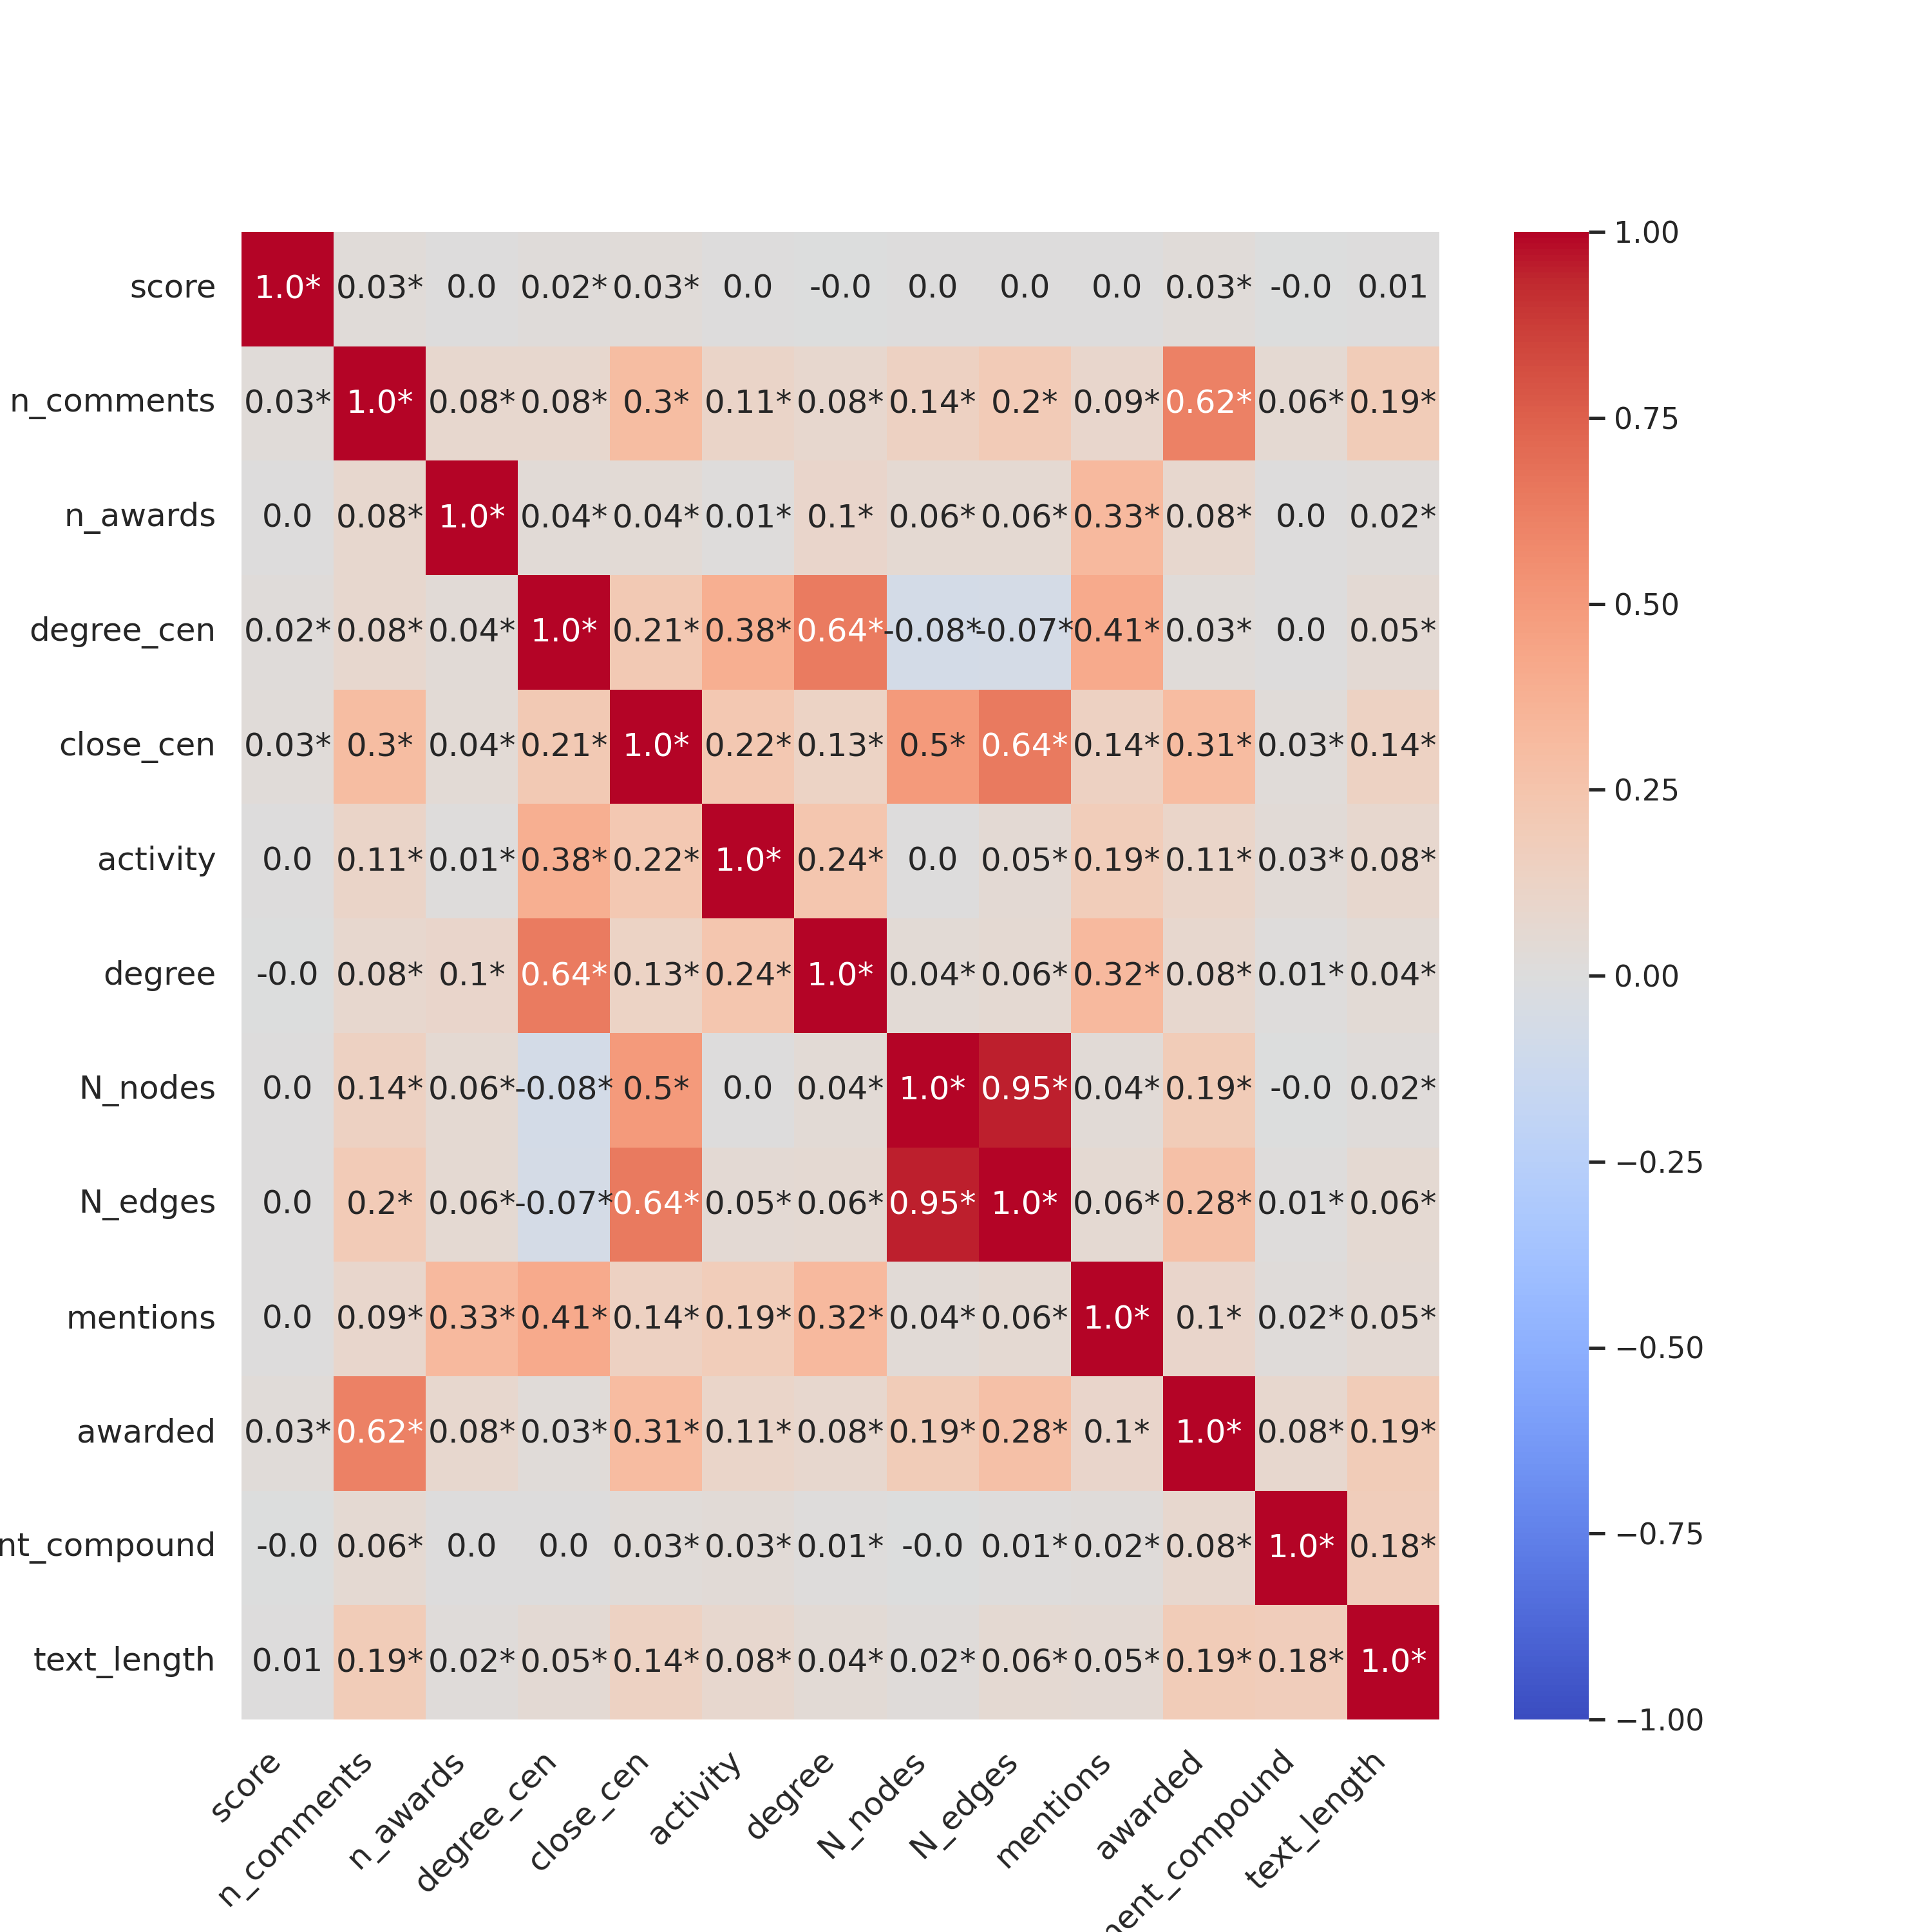 score 1.0* 0.03* 0.0 0.02* 0.03* 0.0 -0.0 0.0 0.0 0.0 0.03* -0.0 0.01
n_comments 0.03* 1.0* 0.08* 0.08* 0.3* 0.11* 0.08* 0.14* 0.2* 0.09* 0.62* 0.06* 0.19*
n_awards 0.0 0.08* 1.0* 0.04* 0.04* 0.01* 0.1* 0.06* 0.06* 0.33* 0.08* 0.0 0.02*
degree_cen 0.02* 0.08* 0.04* 1.0* 0.21* 0.38* 0.64* -0.08* -0.07* 0.41* 0.03* 0.0 0.05*
close_cen 0.03* 0.3* 0.04* 0.21* 1.0* 0.22* 0.13* 0.5* 0.64* 0.14* 0.31* 0.03* 0.14*
activity 0.0 0.11* 0.01* 0.38* 0.22* 1.0* 0.24* 0.0 0.05* 0.19* 0.11* 0.03* 0.08*
degree -0.0 0.08* 0.1* 0.64* 0.13* 0.24* 1.0* 0.04* 0.06* 0.32* 0.08* 0.01* 0.04*
N_nodes 0.0 0.14* 0.06* -0.08* 0.5* 0.0 0.04* 1.0* 0.95* 0.04* 0.19* -0.0 0.02*
N_edges 0.0 0.2* 0.06* -0.07* 0.64* 0.05* 0.06* 0.95* 1.0* 0.06* 0.28* 0.01* 0.06*
mentions 0.0 0.09* 0.33* 0.41* 0.14* 0.19* 0.32* 0.04* 0.06* 1.0* 0.1* 0.02* 0.05*
awarded 0.03* 0.62* 0.08* 0.03* 0.31* 0.11* 0.08* 0.19* 0.28* 0.1* 1.0* 0.08* 0.19*
nt_compound -0.0 0.06* 0.0 0.0 0.03* 0.03* 0.01* -0.0 0.01* 0.02* 0.08* 1.0* 0.18*
text_length 0.01 0.19* 0.02* 0.05* 0.14* 0.08* 0.04* 0.02* 0.06* 0.05* 0.19* 0.18* 1.0*
score n_comments n_awards degree_cen close_cen activity degree N_nodes N_edges mentions awarded ment_compound text_length
1.00
0.75
0.50
0.25
0.00
−0.25
−0.50
−0.75
−1.00